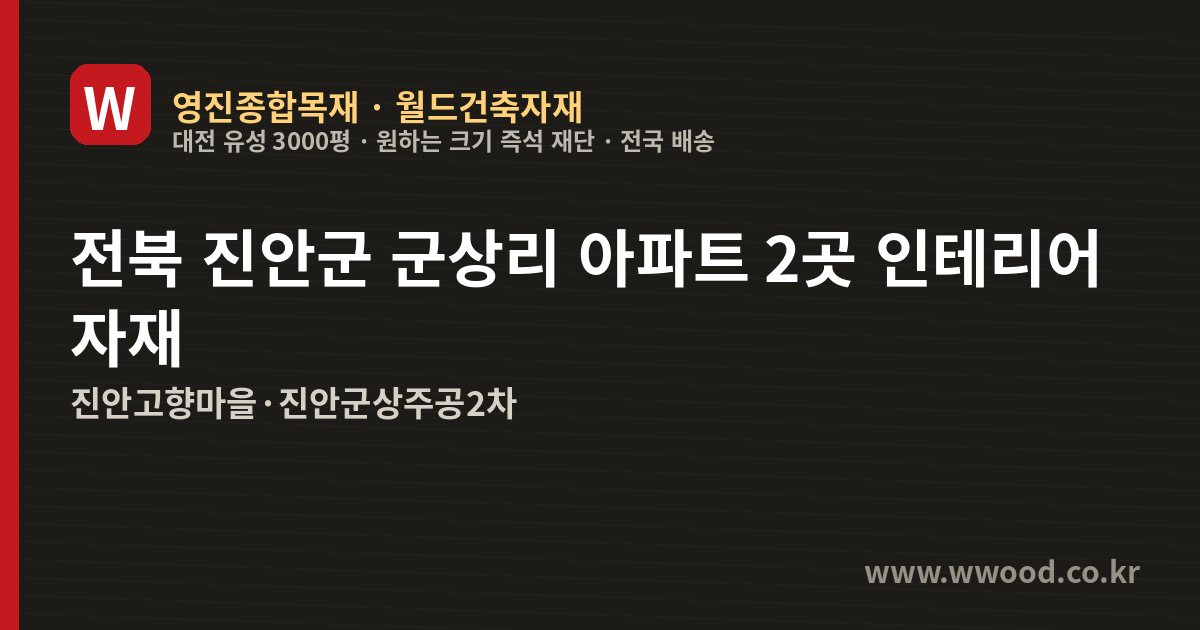 W
영진종합목재 · 월드건축자재
대전 유성 3000평 · 원하는 크기 즉석 재단 · 전국 배송
전북 진안군 군상리 아파트 2곳 인테리어
자재
진안고향마을·진안군상주공2차
www.wwood.co.kr